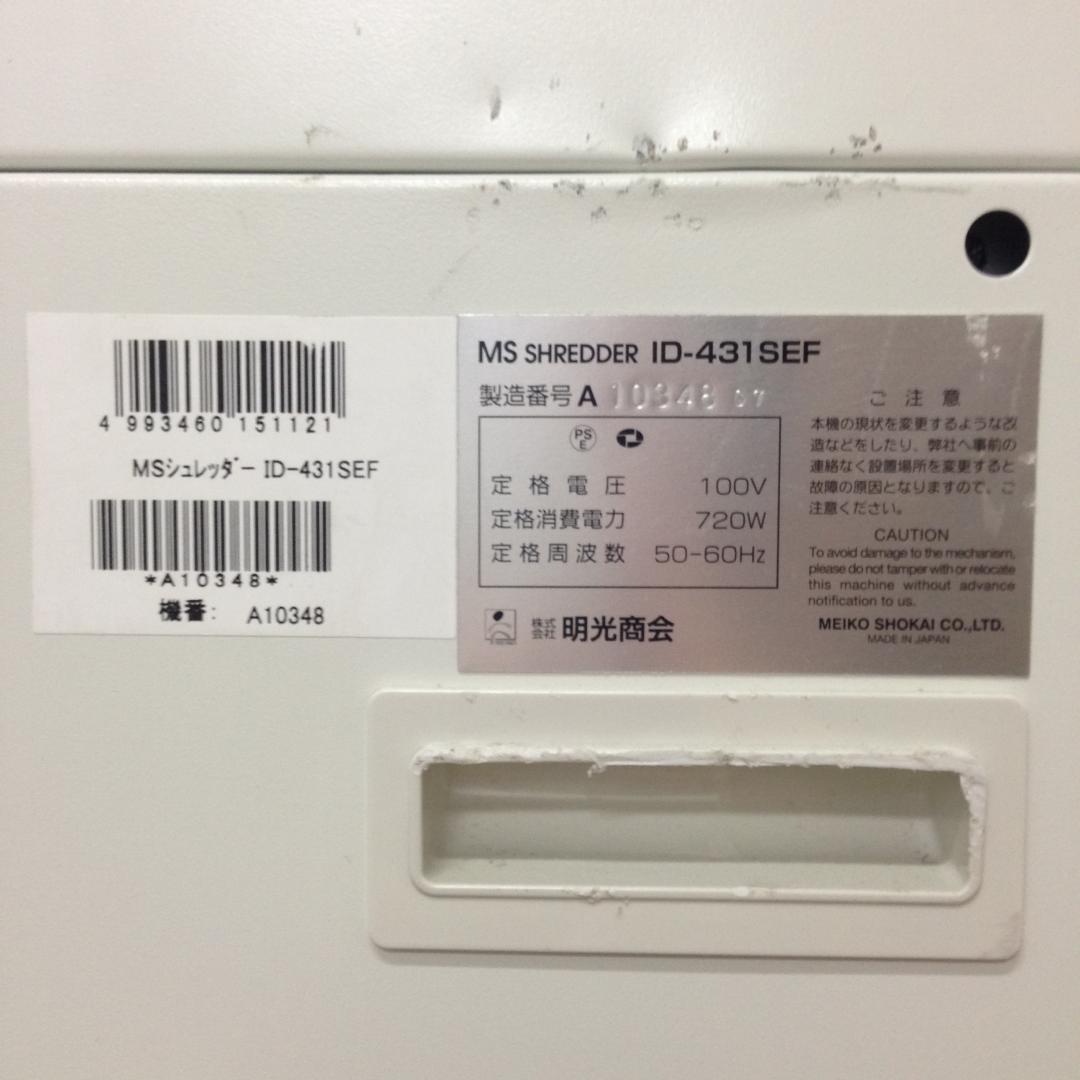 4 993460 151121
MSシュレッダー ID-431SEF
*A10348*
機番: A10348
MS SHREDDER ID-431SEF
製造番号 A 10348 07
PS
E
定格電圧 100V
定格消費電力 720W
定格周波数 50-60Hz
株式
会社 明光商会
ご注意
本機の現状を変更するような改
造などをしたり、弊社へ事前の
連絡なく設置場所を変更すると
故障の原因となりますので、ご
注意ください。
CAUTION
To avoid damage to the mechanism,
please do not tamper with or relocate
this machine without advance
notification to us.
MEIKO SHOKAI CO.,LTD.
MADE IN JAPAN